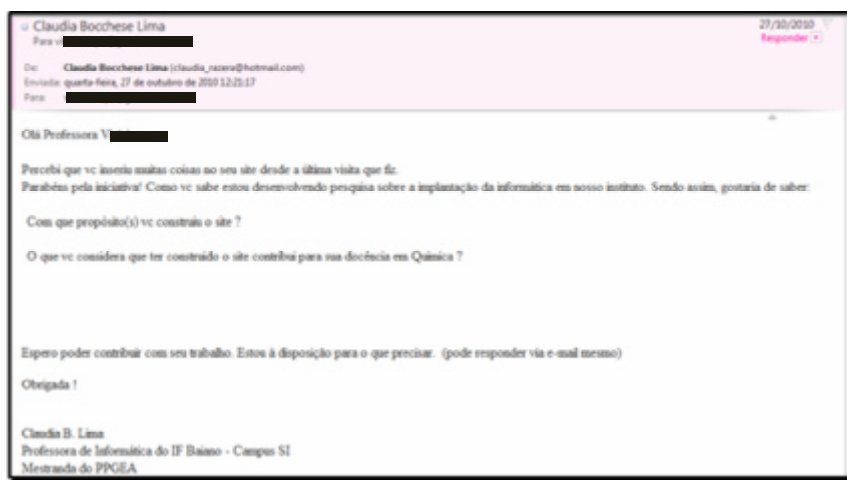 Claudia Bocchese Lima
27/10/2010
Para
Responder
De: Claudia Bocchese Lima (claudia_razera@hotmail.com)
Enviada: quarta-feira, 27 de outubro de 2010 12:21:17
Para:
Olá Professora V
Percebi que vc inseriu muitas coisas no seu site desde a última visita que fiz.
Parabéns pela iniciativa! Como vc sabe estou desenvolvendo pesquisa sobre a implantação da informática em nosso instituto. Sendo assim, gostaria de saber:
Com que propósito(s) vc construiu o site ?
O que vc considera que ter construído o site contribui para sua docência em Química ?
Espero poder contribuir com seu trabalho. Estou à disposição para o que precisar. (pode responder via e-mail mesmo)
Obrigada !
Claudia B. Lima
Professora de Informática do IF Baiano - Campus SI
Mestranda do PPGEA